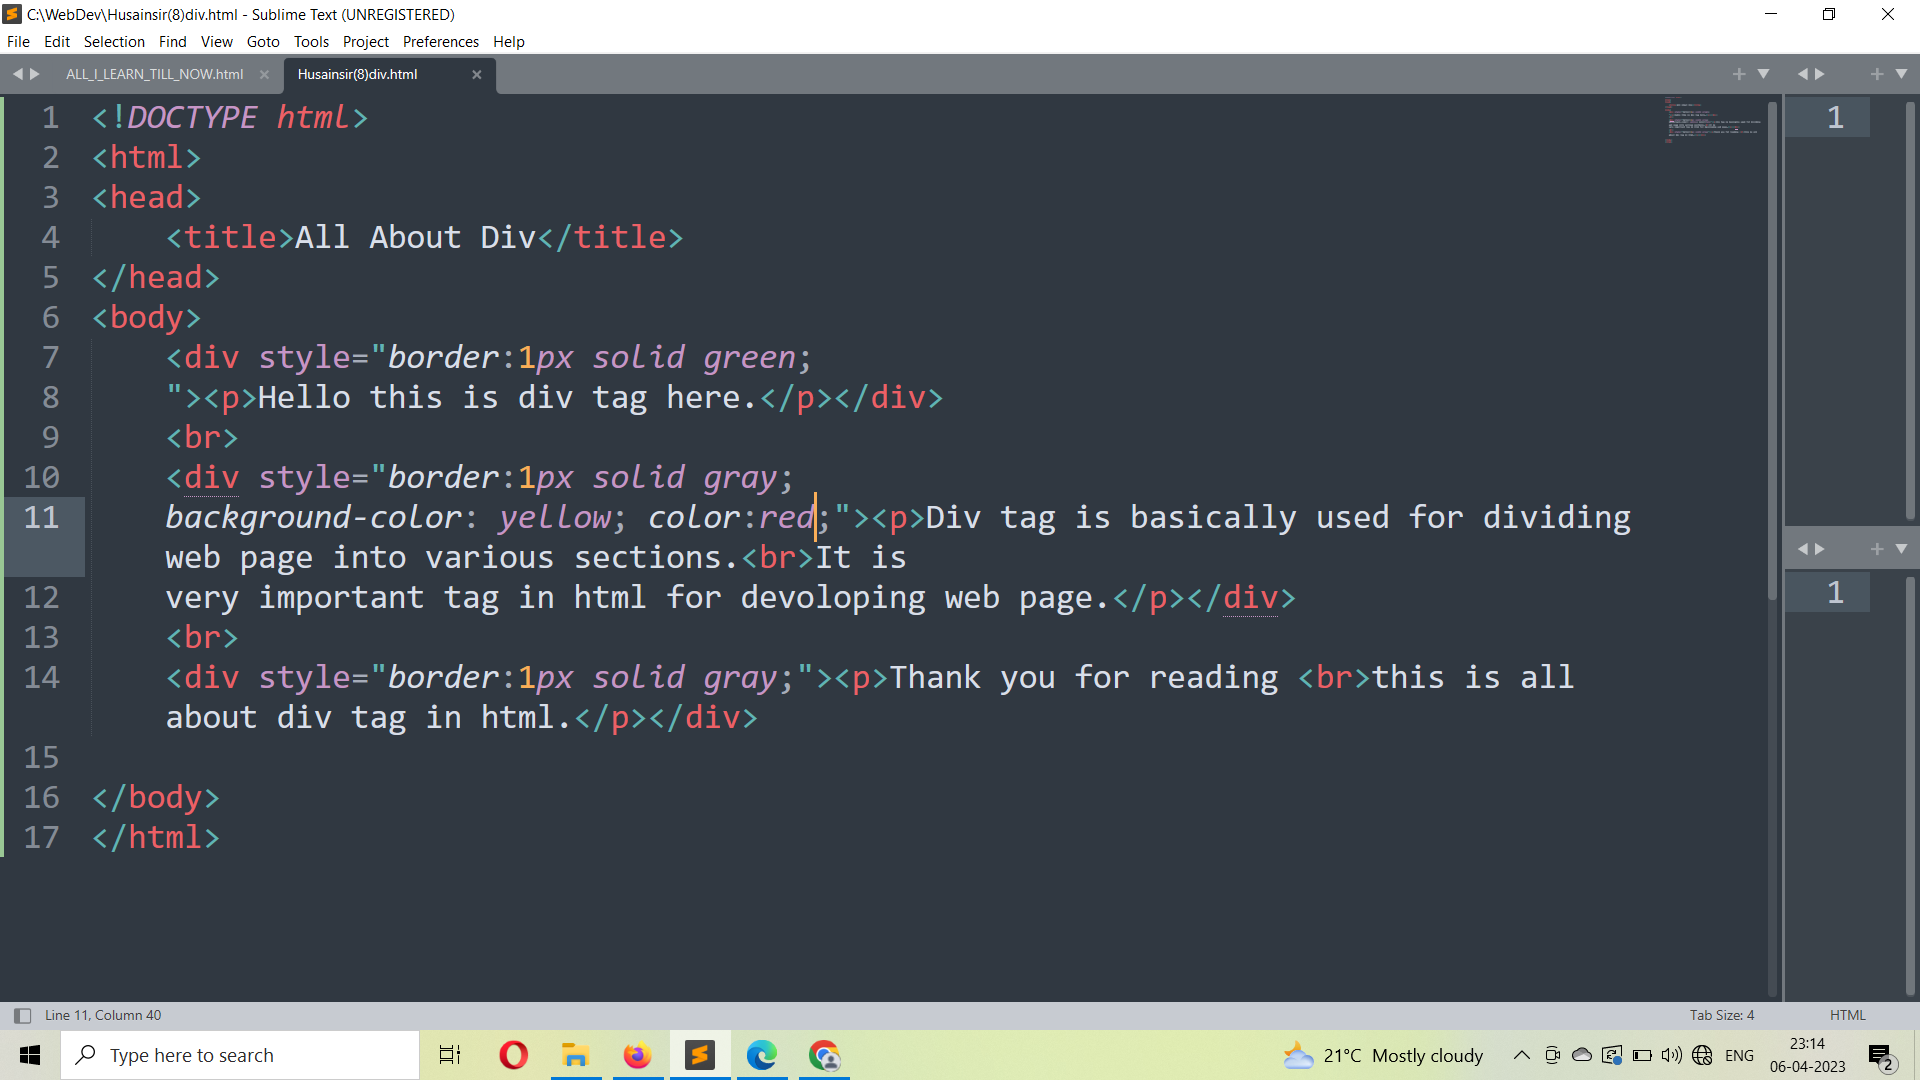 C:\WebDev\Husainsir(8)div.html - Sublime Text (UNREGISTERED)
File Edit Selection Find View Goto Tools Project Preferences Help
ALL_I_LEARN_TILL_NOW.html Husainsir(8)div.html
1 <!DOCTYPE html>
2 <html>
3 <head>
4 <title>All About Div</title>
5 </head>
6 <body>
7 <div style="border:1px solid green;
8 "><p>Hello this is div tag here.</p></div>
9 <br>
10 <div style="border:1px solid gray;
11 background-color: yellow; color:red;"><p>Div tag is basically used for dividing
web page into various sections.<br>It is
12 very important tag in html for devoloping web page.</p></div>
13 <br>
14 <div style="border:1px solid gray;"><p>Thank you for reading <br>this is all
about div tag in html.</p></div>
15
16 </body>
17 </html>
1
1
Line 11, Column 40 Tab Size: 4 HTML
Type here to search
21°C Mostly cloudy ENG
23:14
06-04-2023
2